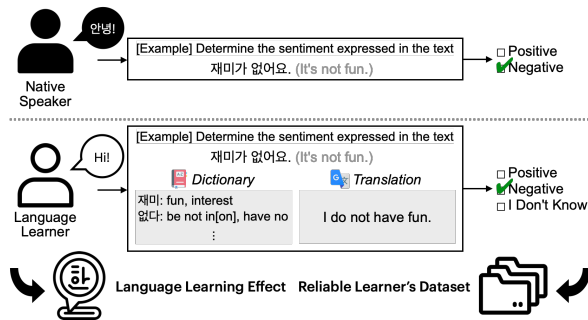 안녕!
Native
Speaker
[Example] Determine the sentiment expressed in the text
재미가 없어요. (It's not fun.)
Positive
Negative
Hi!
Language
Learner
[Example] Determine the sentiment expressed in the text
재미가 없어요. (It's not fun.)
Dictionary
Translation
재미: fun, interest
없다: be not in[on], have no
⋮
I do not have fun.
Positive
Negative
I Don't Know
한
Language Learning Effect
Reliable Learner's Dataset